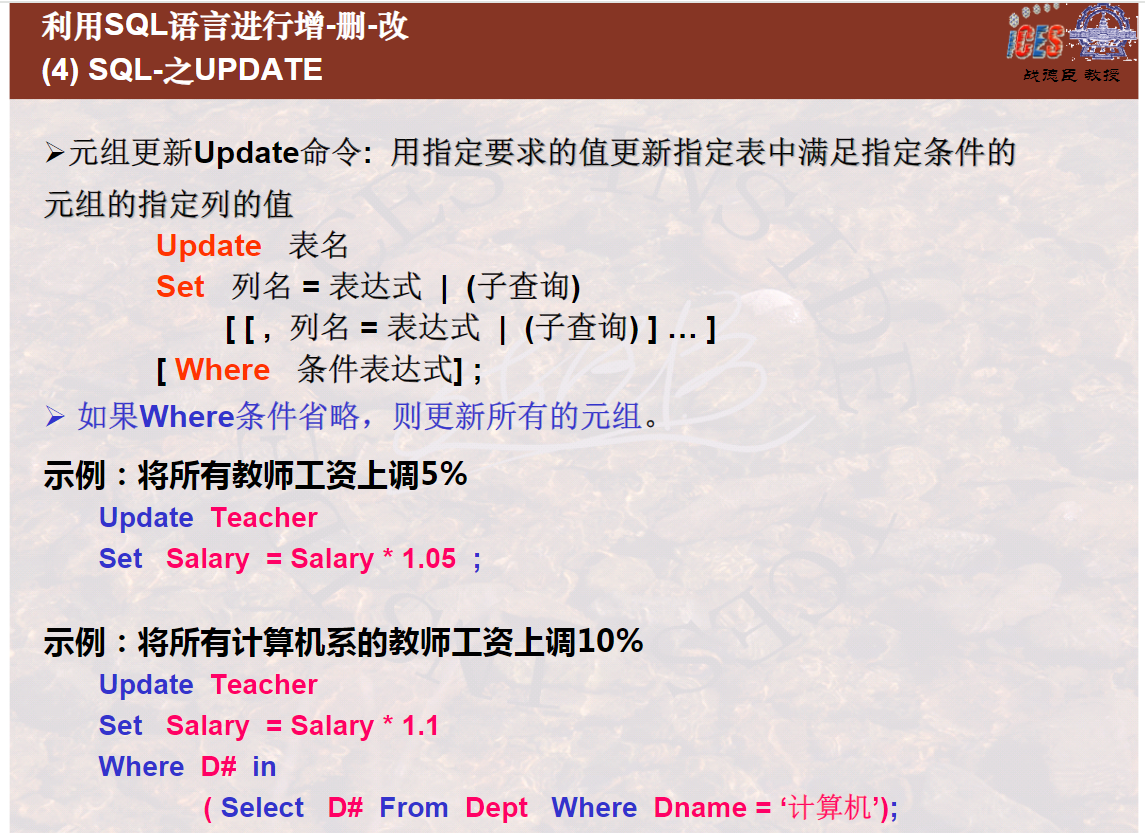 利用SQL语言进行增-删-改
(4) SQL-之UPDATE
iCES
战德臣 教授
➢元组更新Update命令: 用指定要求的值更新指定表中满足指定条件的
元组的指定列的值
Update 表名
Set 列名 = 表达式 | (子查询)
[ [ , 列名 = 表达式 | (子查询) ] … ]
[ Where 条件表达式] ;
➢ 如果Where条件省略，则更新所有的元组。
示例：将所有教师工资上调5%
Update Teacher
Set Salary = Salary * 1.05 ;
示例：将所有计算机系的教师工资上调10%
Update Teacher
Set Salary = Salary * 1.1
Where D# in
( Select D# From Dept Where Dname = ‘计算机’);